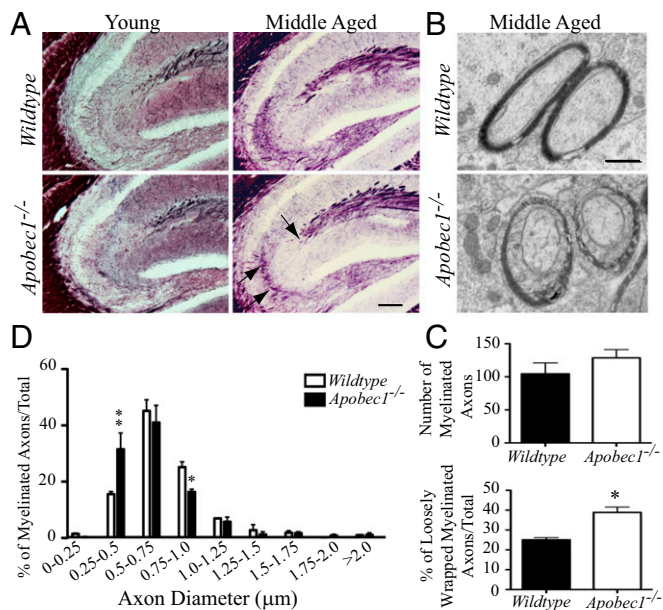 A
Young
Middle Aged
Wildtype
Apobec1-/-
B
Middle Aged
Wildtype
Apobec1-/-
D
% of Myelinated Axons/Total
60
40
20
0
**
*
Wildtype
Apobec1-/-
0-0.25
0.25-0.5
0.5-0.75
0.75-1.0
1.0-1.25
1.25-1.5
1.5-1.75
1.75-2.0
>2.0
Axon Diameter (μm)
C
Number of
Myelinated
Axons
150
100
50
0
Wildtype
Apobec1-/-
% of Loosely
Wrapped Myelinated
Axons/Total
50
40
30
20
10
0
*
Wildtype
Apobec1-/-